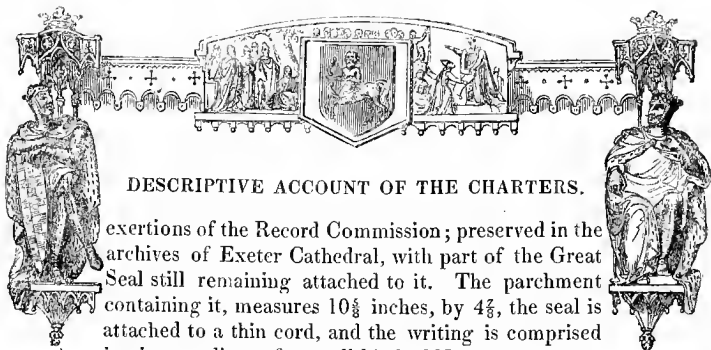 DESCRIPTIVE ACCOUNT OF THE CHARTERS.
exertions of the Record Commission; preserved in the
archives of Exeter Cathedral, with part of the Great
Seal still remaining attached to it. The parchment
containing it, measures 10⅝ inches, by 4⅞, the seal is
attached to a thin cord, and the writing is comprised